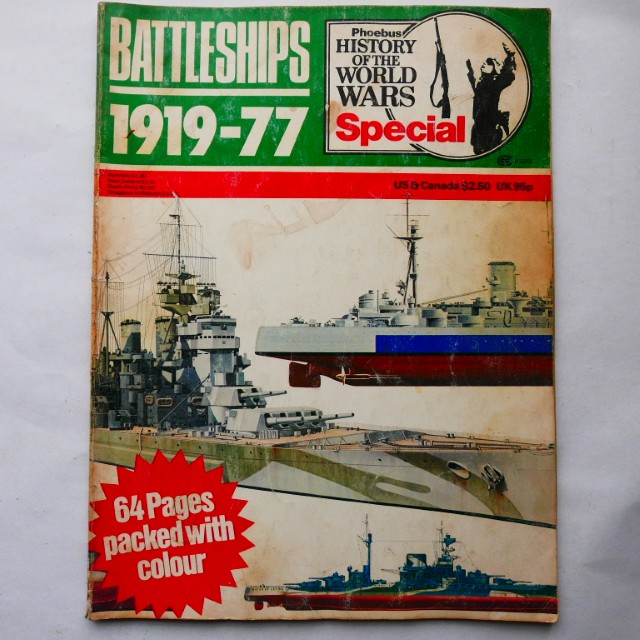 BATTLESHIPS
1919-77
Phoebus
HISTORY
OF THE
WORLD
WARS
Special
US & Canada $2.50 UK 95p
64 Pages
packed with
colour